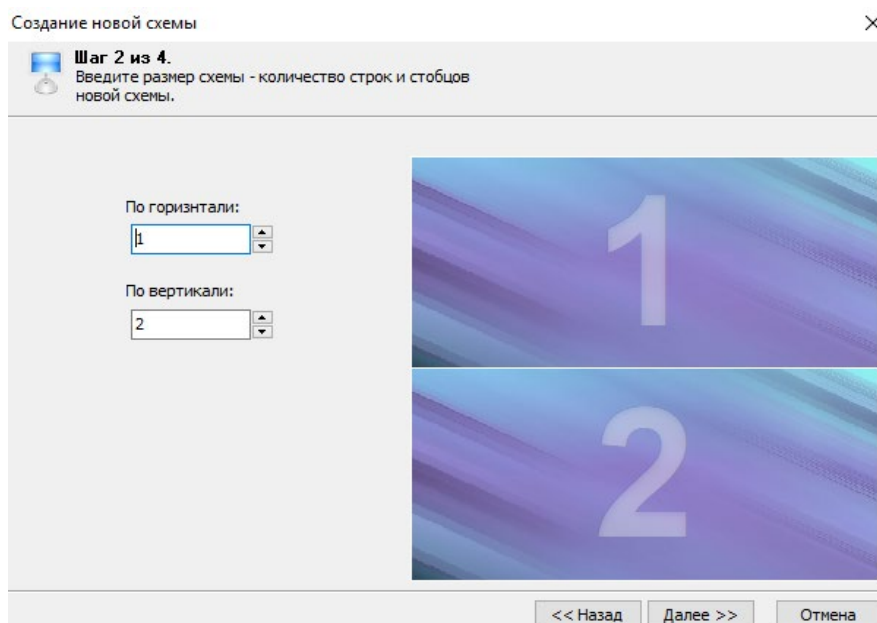 Создание новой схемы
Шаг 2 из 4.
Введите размер схемы - количество строк и стобцов
новой схемы.
По горизнтали:
1
По вертикали:
2
1
2
<< Назад
Далее >>
Отмена